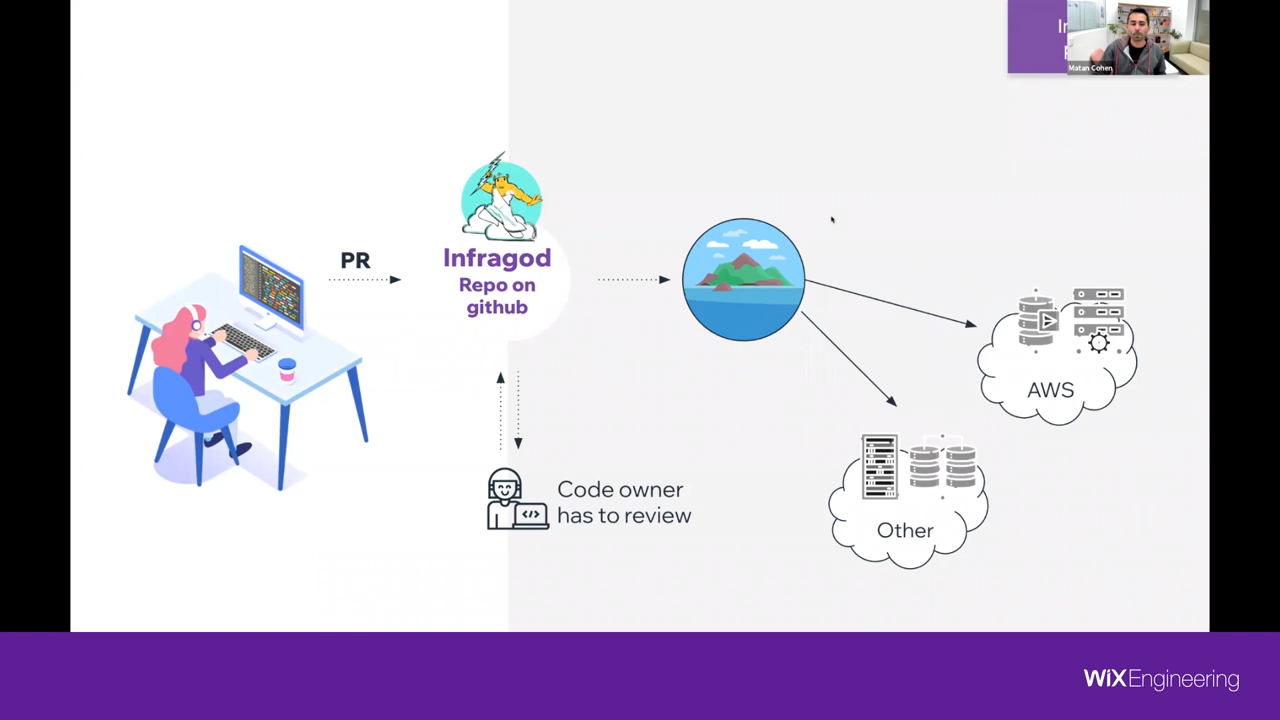 Matan Cohen
PR
Infragod
Repo on
github
Code owner
has to review
AWS
Other
WiXEngineering